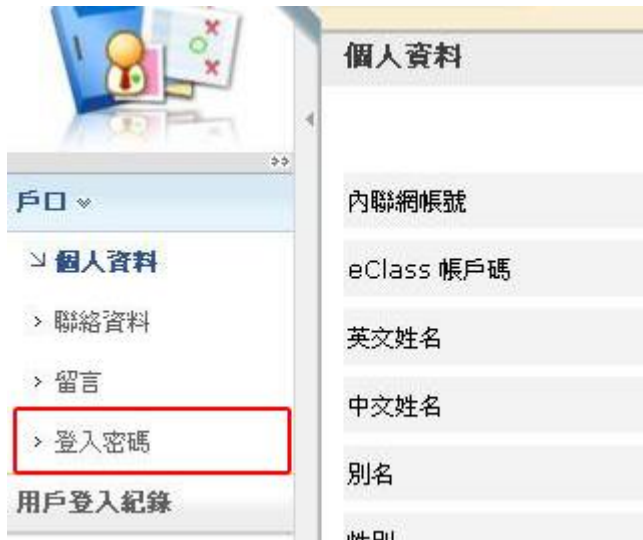 戶口
個人資料
聯絡資料
留言
登入密碼
用戶登入紀錄
個人資料
內聯網帳號
eClass 帳戶碼
英文姓名
中文姓名
別名
性別